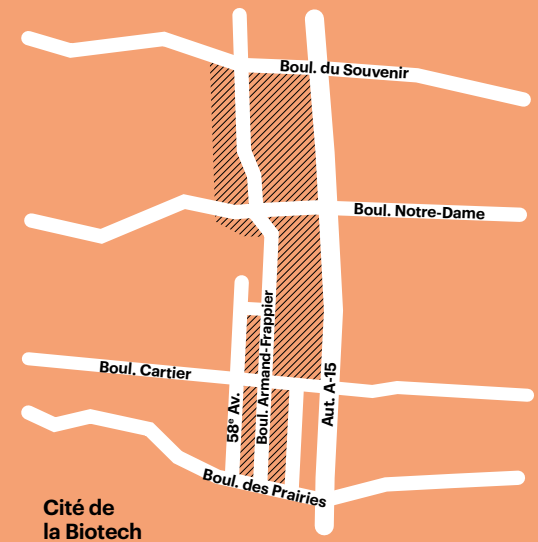 Boul. du Souvenir
Boul. Notre-Dame
Boul. Armand-Frappier
Boul. Cartier
58e Av.
Aut. A-15
Boul. des Prairies
Cité de
la Biotech